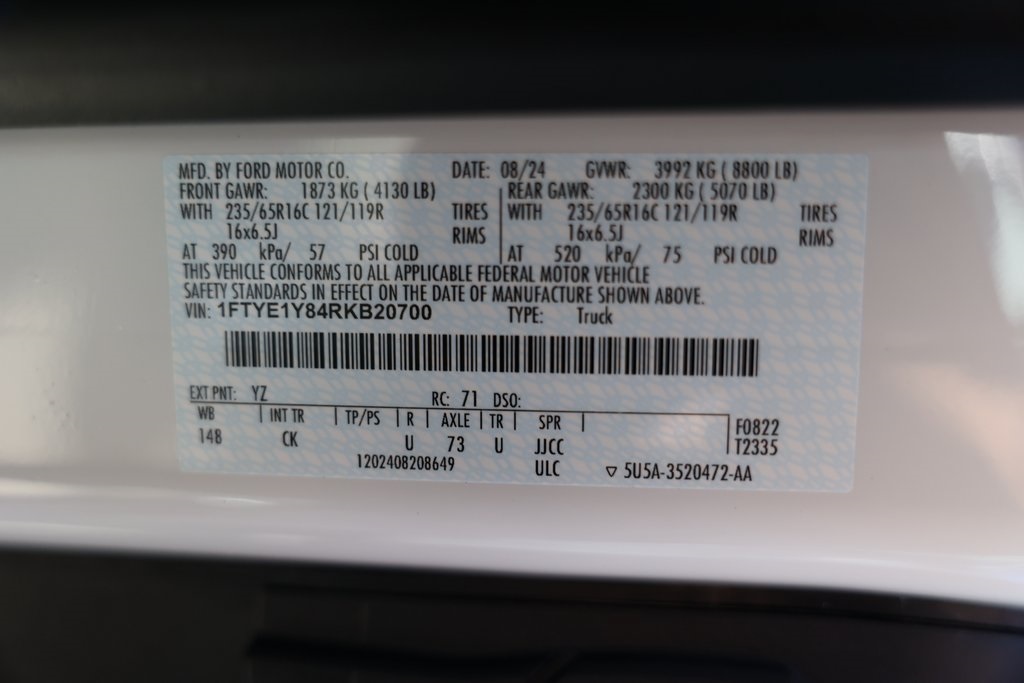 MFD. BY FORD MOTOR CO. DATE: 08/24 GVWR: 3992 KG ( 8800 LB)
FRONT GAWR: 1873 KG ( 4130 LB) REAR GAWR: 2300 KG ( 5070 LB)
WITH 235/65R16C 121/119R TIRES WITH 235/65R16C 121/119R TIRES
16x6.5J RIMS 16x6.5J RIMS
AT 390 kPa/ 57 PSI COLD AT 520 kPa/ 75 PSI COLD
THIS VEHICLE CONFORMS TO ALL APPLICABLE FEDERAL MOTOR VEHICLE
SAFETY STANDARDS IN EFFECT ON THE DATE OF MANUFACTURE SHOWN ABOVE.
VIN: 1FTYE1Y84RKB20700 TYPE: Truck
EXT PNT: YZ RC: 71 DSO:
WB INT TR TP/PS R AXLE TR SPR F0822
148 CK U 73 U JJCC T2335
1202408208649 ULC ▽ 5U5A-3520472-AA